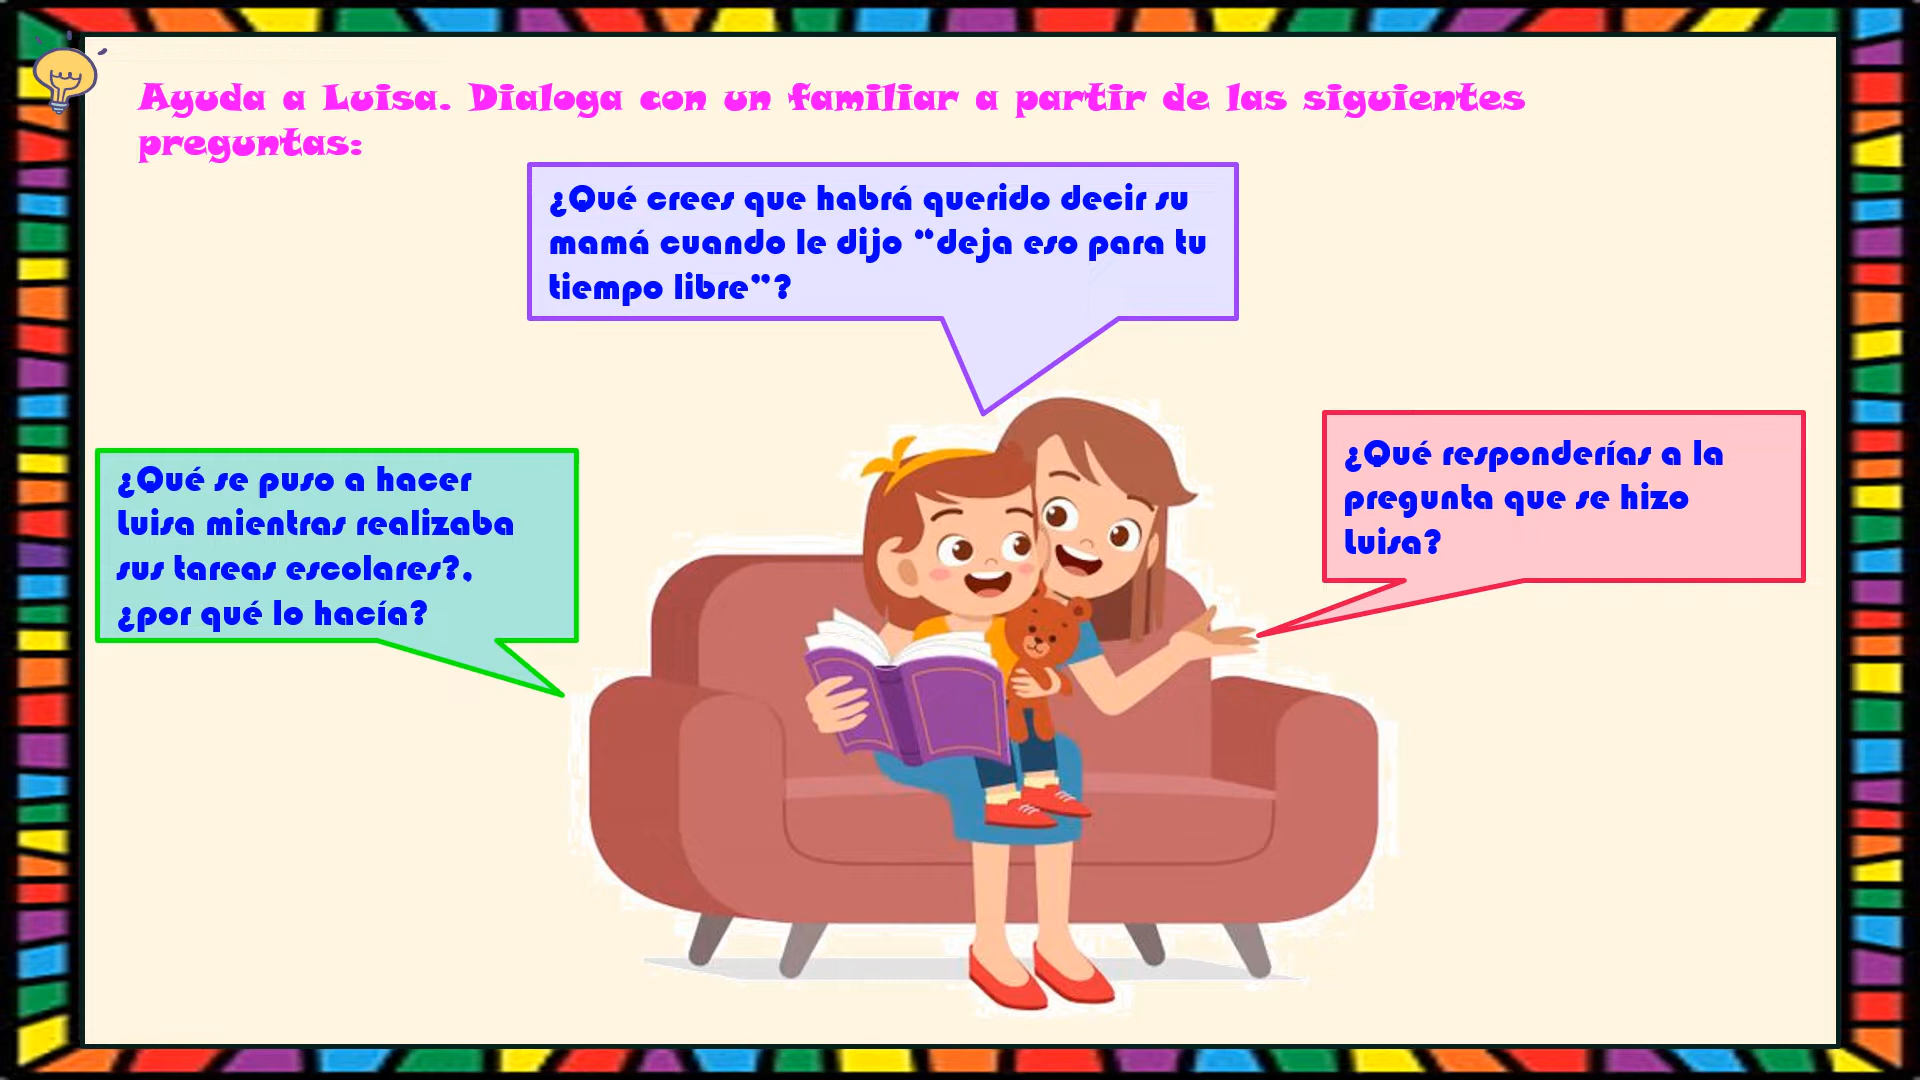 Ayuda a Luisa. Dialoga con un familiar a partir de las siguientes
preguntas:
¿Qué crees que habrá querido decir su
mamá cuando le dijo “deja eso para tu
tiempo libre”?
¿Qué se puso a hacer
Luisa mientras realizaba
sus tareas escolares?,
¿por qué lo hacía?
¿Qué responderías a la
pregunta que se hizo
Luisa?